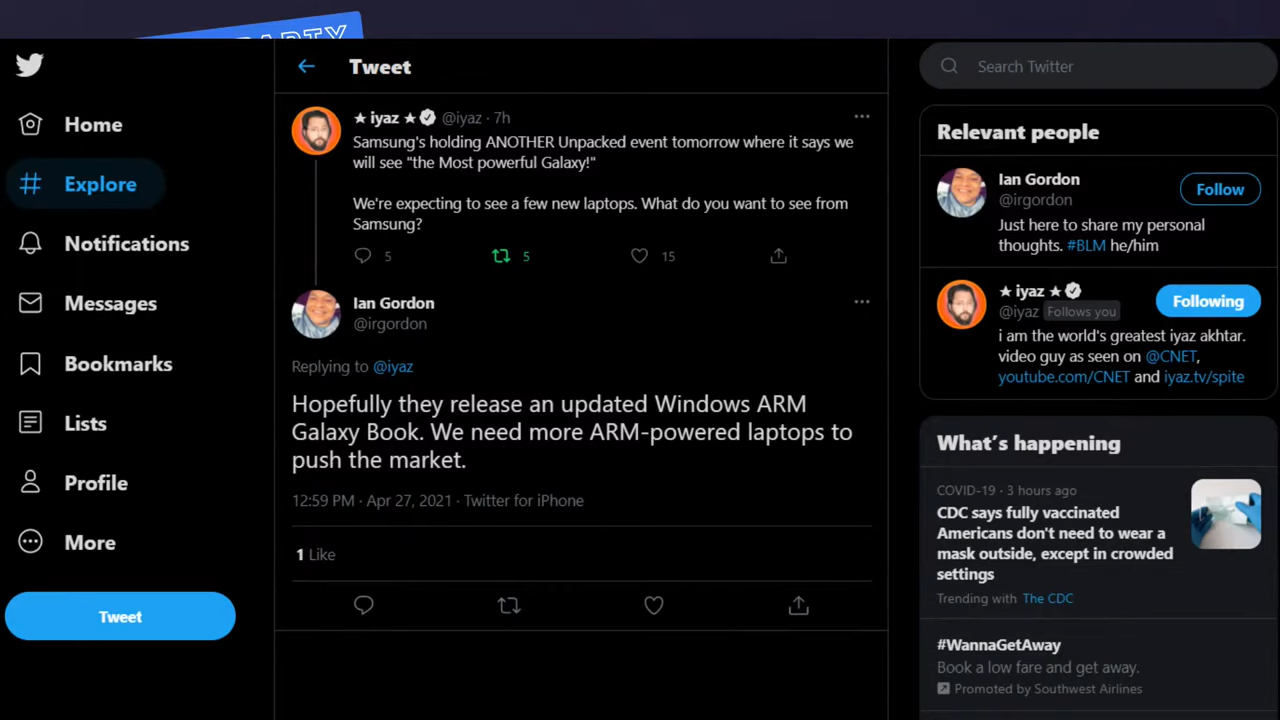 Home
Explore
Notifications
Messages
Bookmarks
Lists
Profile
More
Tweet
Tweet
★ iyaz ★ @iyaz · 7h
Samsung's holding ANOTHER Unpacked event tomorrow where it says we
will see "the Most powerful Galaxy!"
We're expecting to see a few new laptops. What do you want to see from
Samsung?
5 5 15
Ian Gordon
@irgordon
Replying to @iyaz
Hopefully they release an updated Windows ARM
Galaxy Book. We need more ARM-powered laptops to
push the market.
12:59 PM · Apr 27, 2021 · Twitter for iPhone
1 Like
Search Twitter
Relevant people
Ian Gordon
@irgordon
Follow
Just here to share my personal
thoughts. #BLM he/him
★ iyaz ★
@iyaz Follows you
Following
i am the world's greatest iyaz akhtar.
video guy as seen on @CNET,
youtube.com/CNET and iyaz.tv/spite
What's happening
COVID-19 · 3 hours ago
CDC says fully vaccinated
Americans don't need to wear a
mask outside, except in crowded
settings
Trending with The CDC
#WannaGetAway
Book a low fare and get away.
Promoted by Southwest Airlines